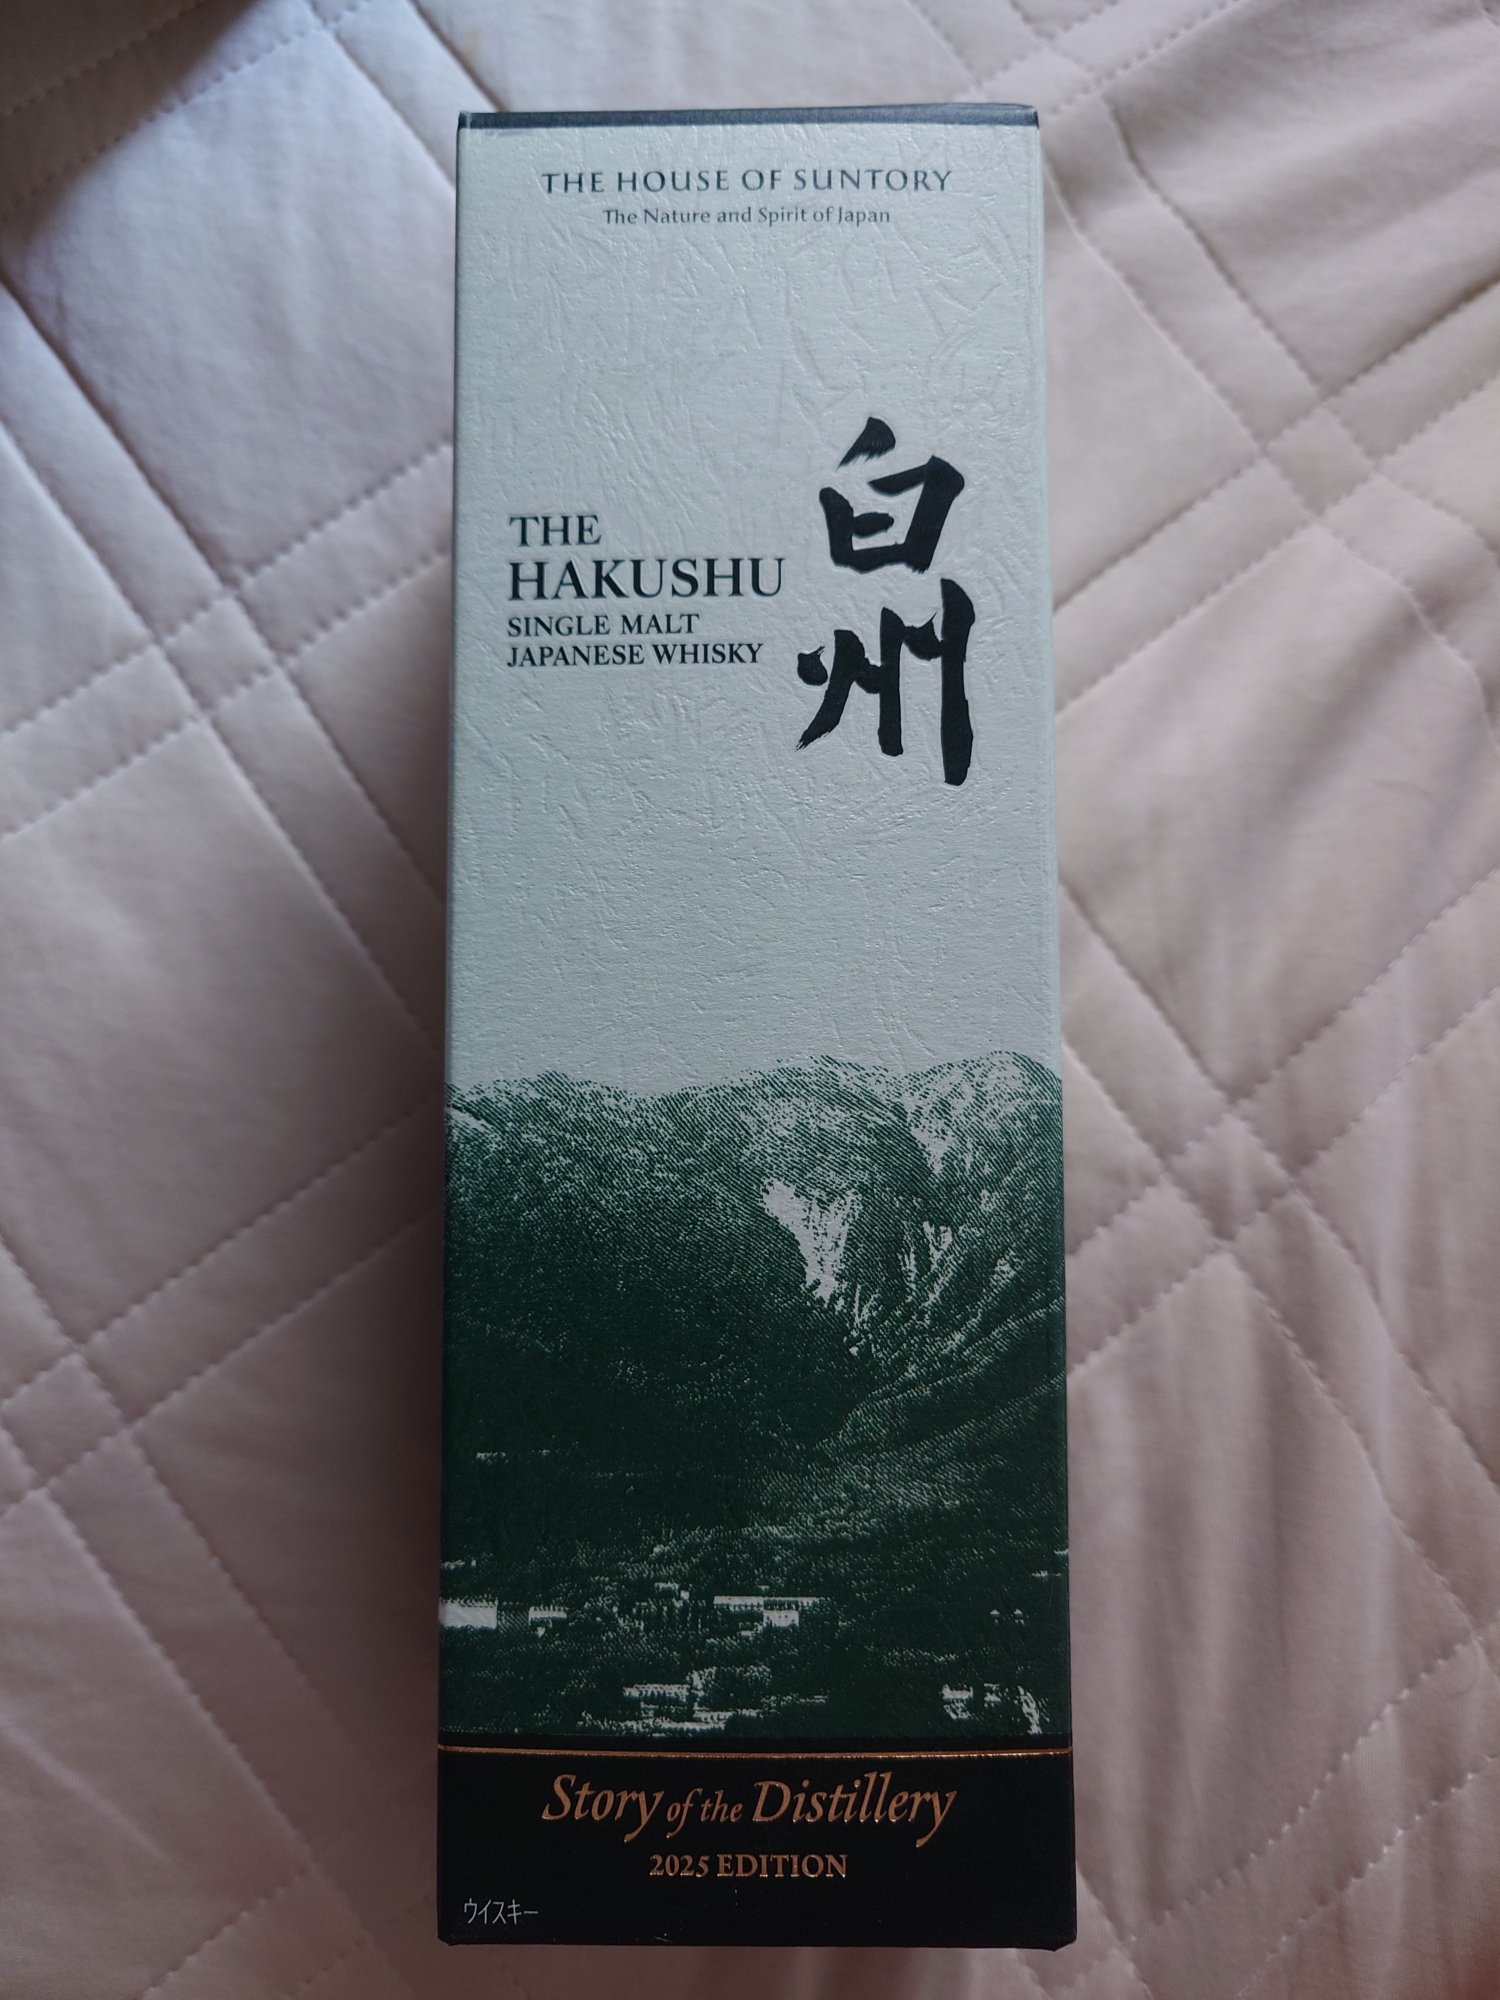 THE HOUSE OF SUNTORY
The Nature and Spirit of Japan
白州
THE
HAKUSHU
SINGLE MALT
JAPANESE WHISKY
Story of the Distillery
2025 EDITION
ウイスキー